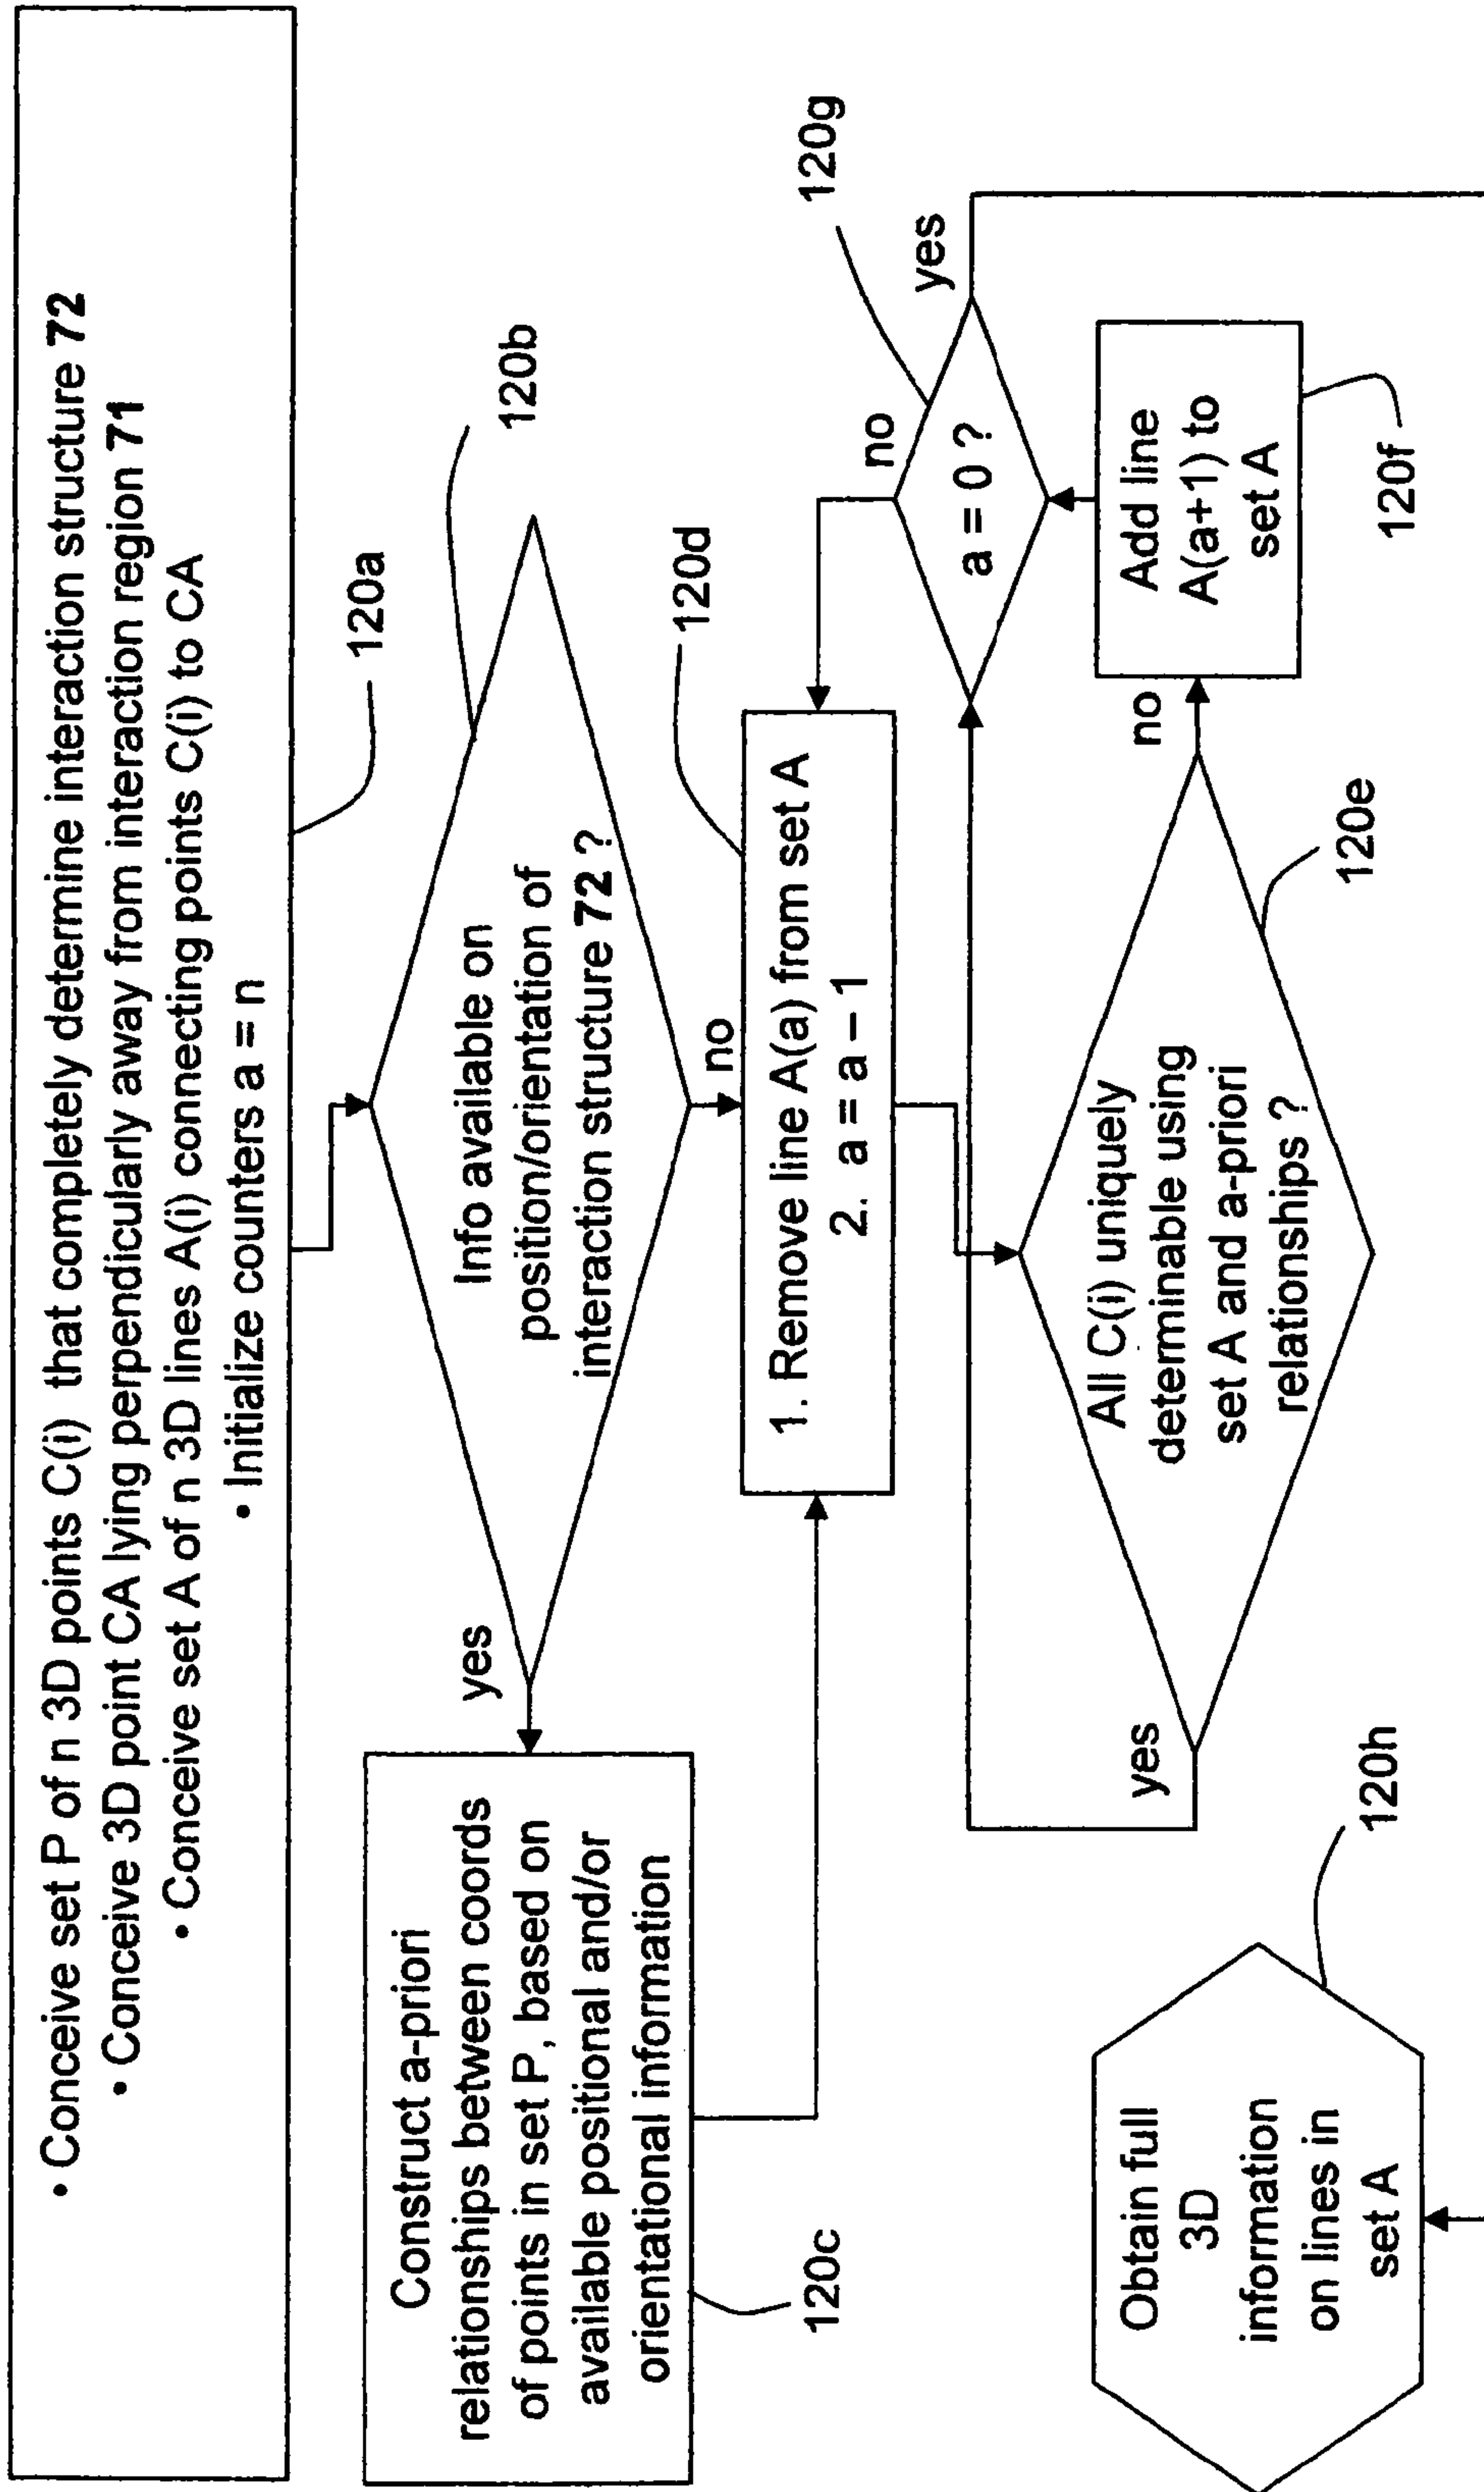 • Conceive set P of n 3D points C(i) that completely determine interaction structure 72
• Conceive 3D point CA lying perpendicularly away from interaction region 71
• Conceive set A of n 3D lines A(i) connecting points C(i) to CA
• Initialize counters a = n
120a
Info available on
position/orientation of
interaction structure 72 ?
120b
yes
no
Construct a-priori
relationships between coords
of points in set P, based on
available positional and/or
orientational information
120c
1. Remove line A(a) from set A
2. a = a – 1
120d
All C(i) uniquely
determinable using
set A and a-priori
relationships ?
120e
yes
no
Add line
A(a+1) to
set A
120f
a = 0 ?
no
yes
120g
Obtain full
3D
information
on lines in
set A
120h